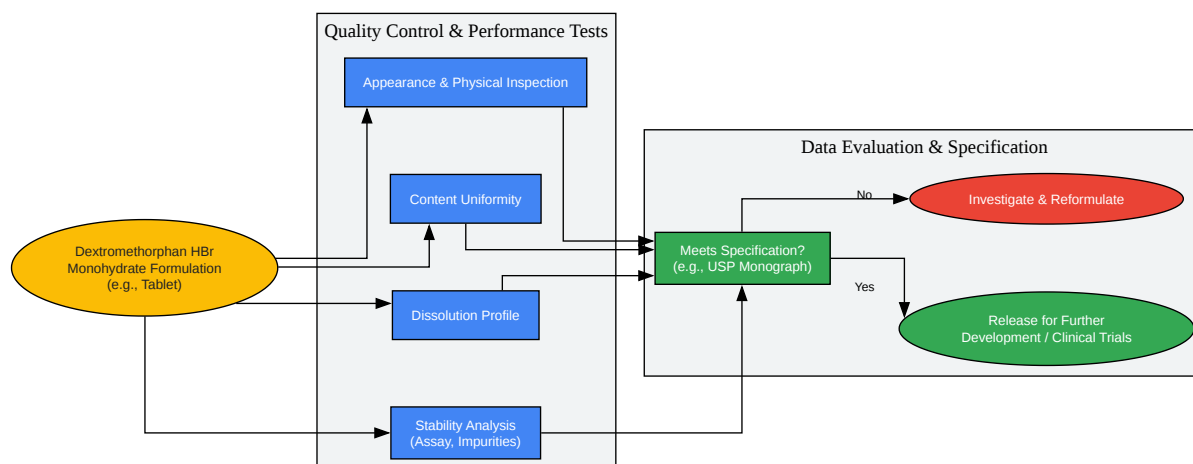 Quality Control & Performance Tests
Appearance & Physical Inspection
Content Uniformity
Dextromethorphan HBr
Monohydrate Formulation
(e.g., Tablet)
Dissolution Profile
Stability Analysis
(Assay, Impurities)
Data Evaluation & Specification
No
Investigate & Reformulate
Meets Specification?
(e.g., USP Monograph)
Yes
Release for Further
Development / Clinical Trials